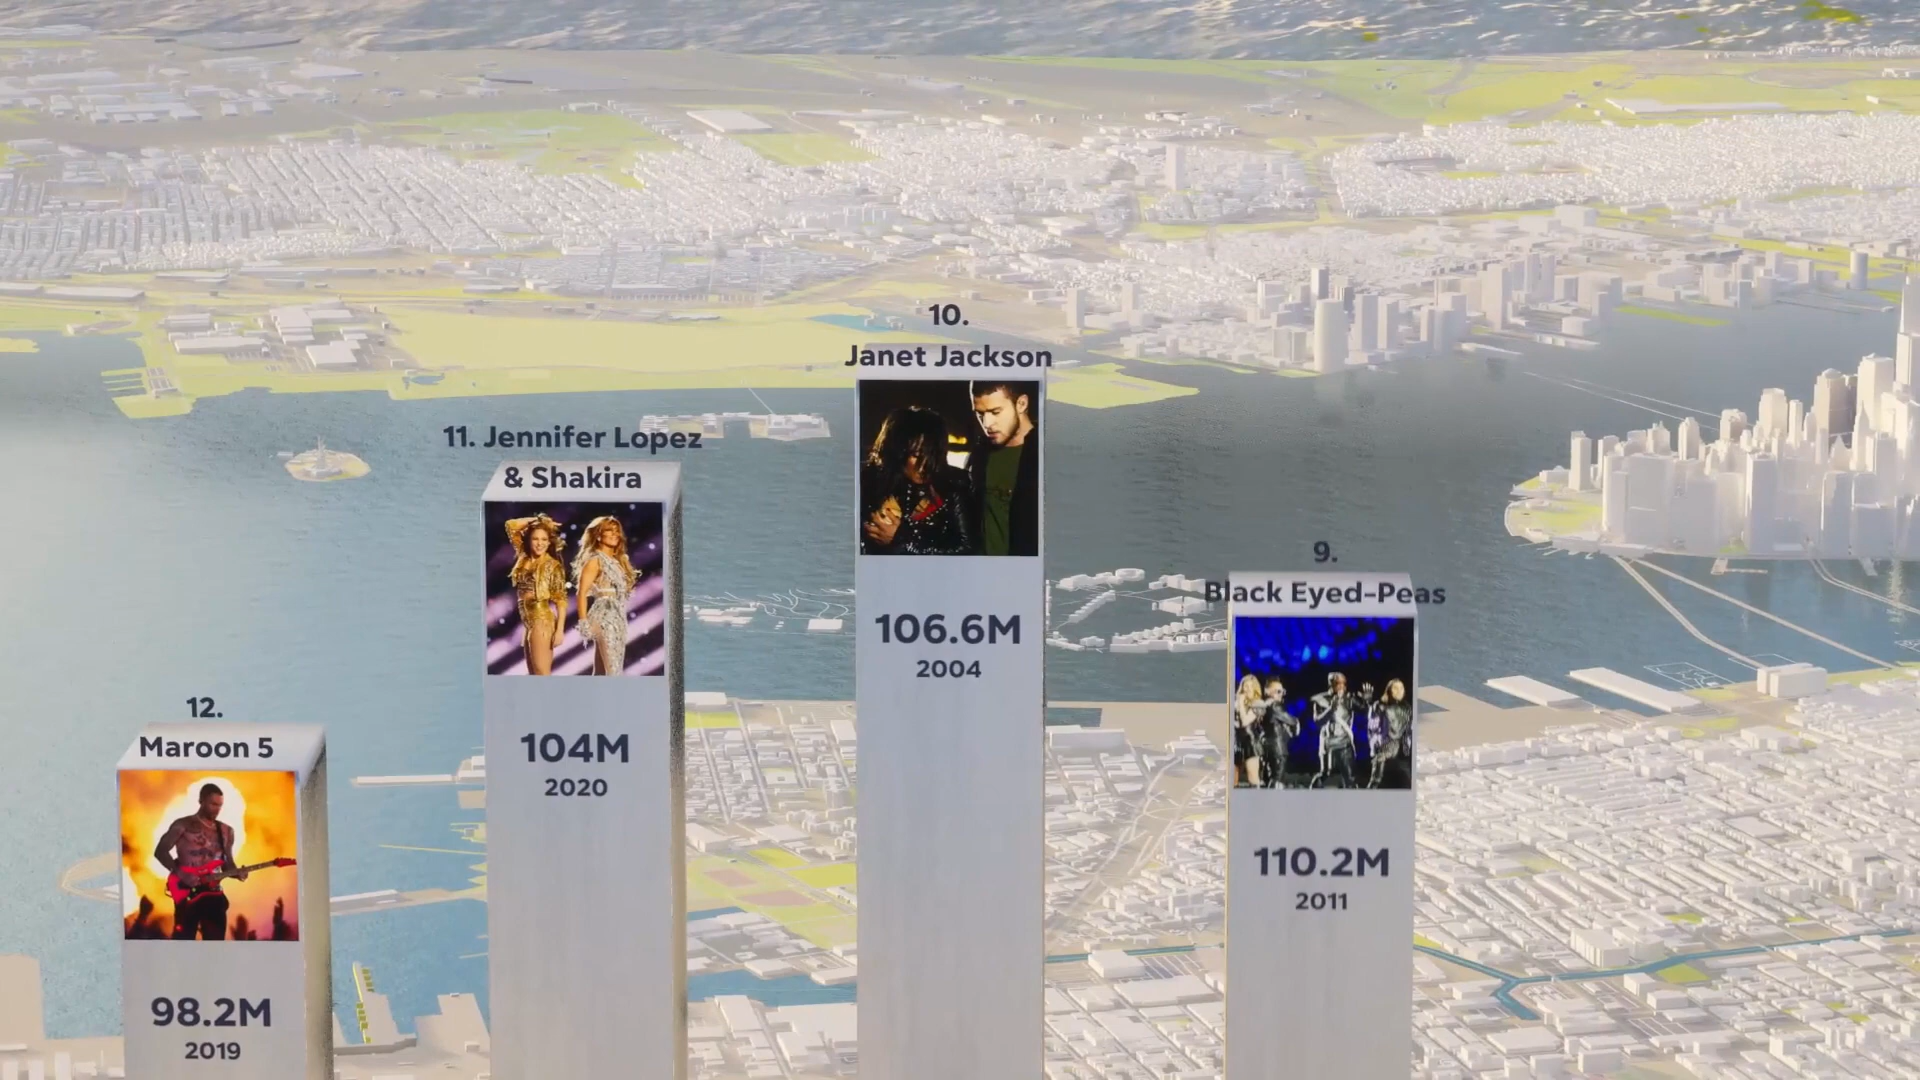 12.
Maroon 5
98.2M
2019
11. Jennifer Lopez
& Shakira
104M
2020
10.
Janet Jackson
106.6M
2004
9.
Black Eyed-Peas
110.2M
2011